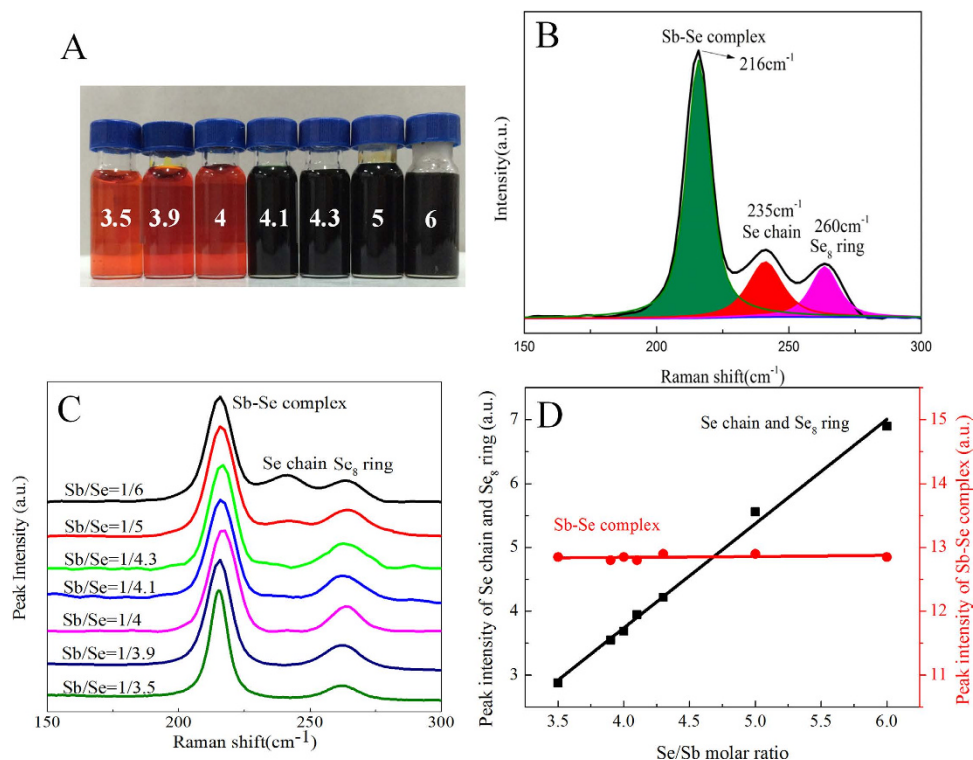 A
3.5 3.9 4 4.1 4.3 5 6
B
Sb-Se complex
216cm-1
235cm-1
Se chain
260cm-1
Se8 ring
Intensity(a.u.)
150 200 250 300
Raman shift(cm-1)
C
Sb-Se complex
Se chain Se8 ring
Sb/Se=1/6
Sb/Se=1/5
Sb/Se=1/4.3
Sb/Se=1/4.1
Sb/Se=1/4
Sb/Se=1/3.9
Sb/Se=1/3.5
Peak Intensity (a.u.)
150 200 250 300
Raman shift(cm-1)
D
Se chain and Se8 ring
Sb-Se complex
Peak intensity of Se chain and Se8 ring (a.u.)
7
6
5
4
3
15
14
13
12
11
Peak intensity of Sb-Se complex (a.u.)
3.5 4.0 4.5 5.0 5.5 6.0
Se/Sb molar ratio